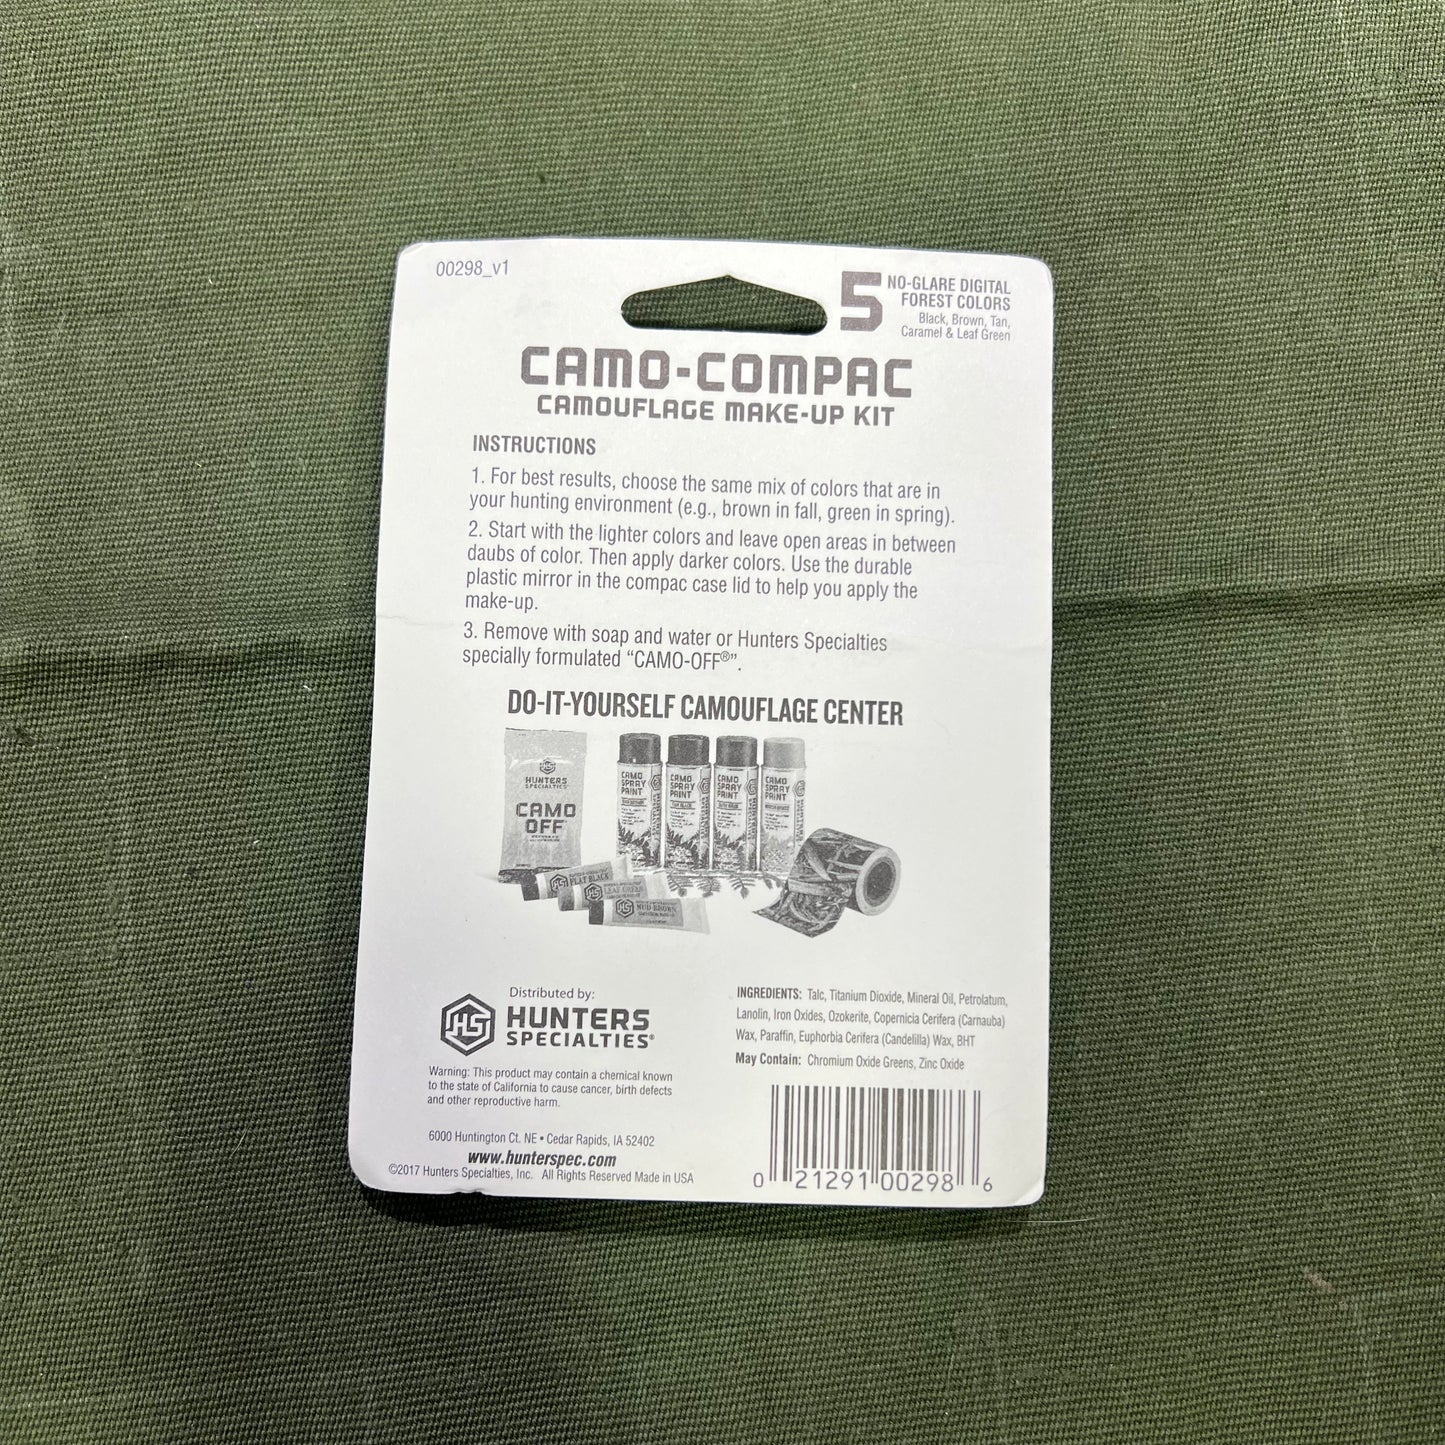 00298_v1
5 NO-GLARE DIGITAL
FOREST COLORS
Black, Brown, Tan,
Caramel & Leaf Green
CAMO-COMPAC
CAMOUFLAGE MAKE-UP KIT
INSTRUCTIONS
1. For best results, choose the same mix of colors that are in
your hunting environment (e.g., brown in fall, green in spring).
2. Start with the lighter colors and leave open areas in between
daubs of color. Then apply darker colors. Use the durable
plastic mirror in the compac case lid to help you apply the
make-up.
3. Remove with soap and water or Hunters Specialties
specially formulated “CAMO-OFF®”.
DO-IT-YOURSELF CAMOUFLAGE CENTER
HS
HUNTERS
SPECIALTIES
CAMO
OFF
CAMO
SPRAY
PAINT
CAMO
SPRAY
PAINT
CAMO
SPRAY
PAINT
CAMO
SPRAY
PAINT
FLAT BLACK
LEAF GREEN
MUD BROWN
Distributed by:
HS HUNTERS
SPECIALTIES®
Warning: This product may contain a chemical known
to the state of California to cause cancer, birth defects
and other reproductive harm.
6000 Huntington Ct. NE • Cedar Rapids, IA 52402
www.hunterspec.com
©2017 Hunters Specialties, Inc. All Rights Reserved Made in USA
INGREDIENTS: Talc, Titanium Dioxide, Mineral Oil, Petrolatum,
Lanolin, Iron Oxides, Ozokerite, Copernicia Cerifera (Carnauba)
Wax, Paraffin, Euphorbia Cerifera (Candelilla) Wax, BHT
May Contain: Chromium Oxide Greens, Zinc Oxide
0 21291 00298 6